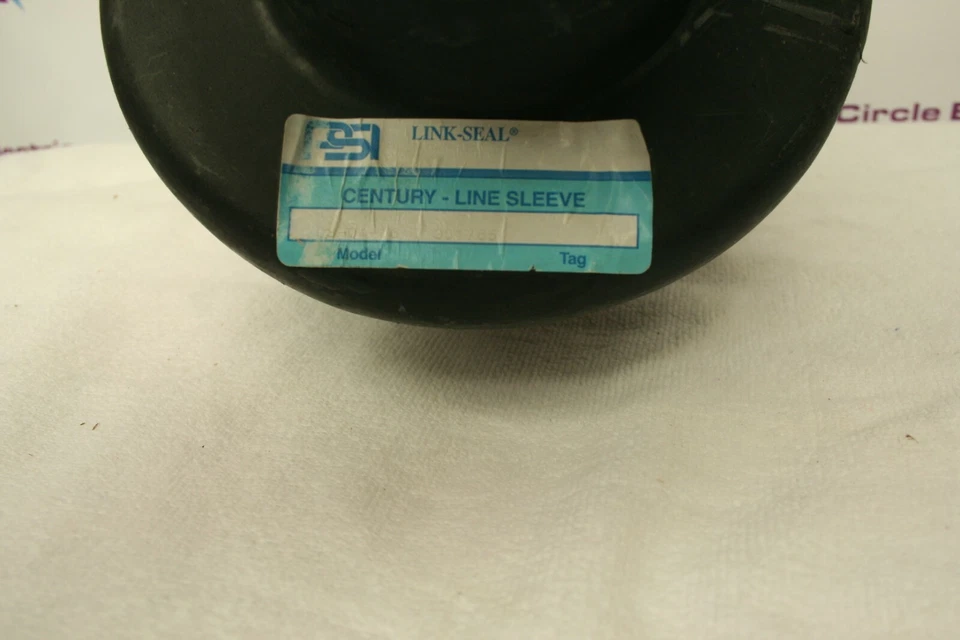 Circle E
PSI LINK-SEAL®
CENTURY - LINE SLEEVE
Model Tag